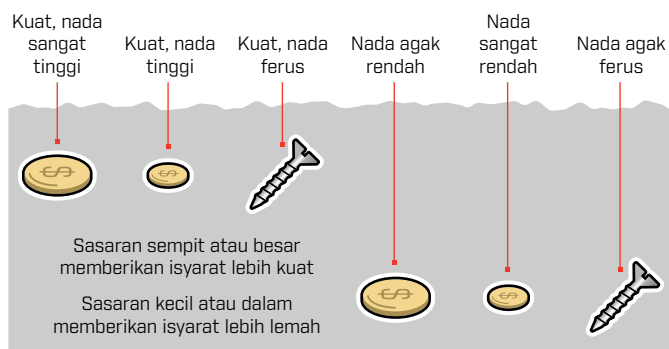 Kuat, nada
sangat
tinggi
Kuat, nada
tinggi
Kuat, nada
ferus
Nada agak
rendah
Nada
sangat
rendah
Nada agak
ferus
Sasaran sempit atau besar
memberikan isyarat lebih kuat
Sasaran kecil atau dalam
memberikan isyarat lebih lemah